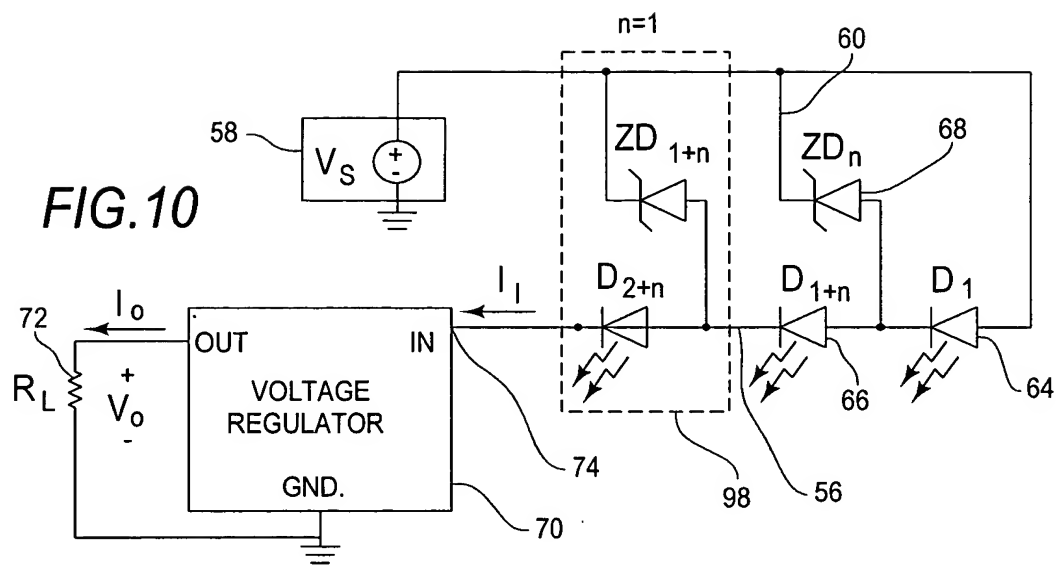 n=1
60
58
V_S
+
-
ZD_1+n
ZD_n
68
FIG.10
D_2+n
D_1+n
D_1
I_I
I_o
72
OUT
IN
R_L
+
V_o
-
VOLTAGE
REGULATOR
GND.
66
64
74
98
56
70